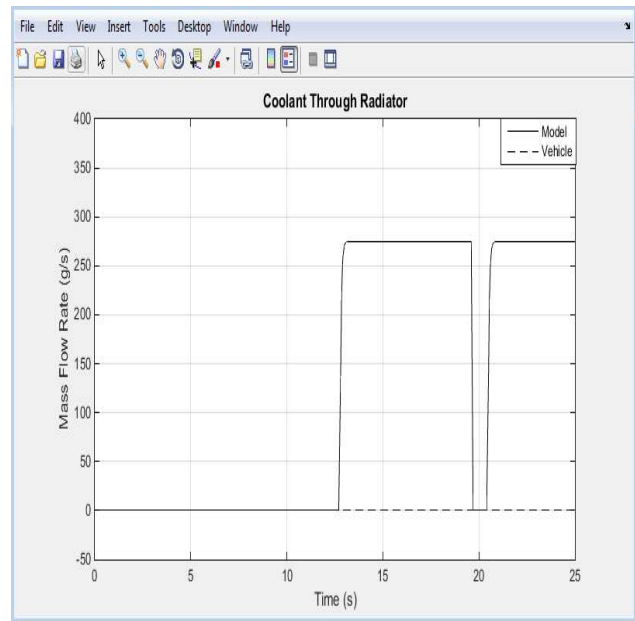 File Edit View Insert Tools Desktop Window Help
Coolant Through Radiator
Model
Vehicle
400
350
300
250
200
150
100
50
0
-50
Mass Flow Rate (g/s)
0 5 10 15 20 25
Time (s)